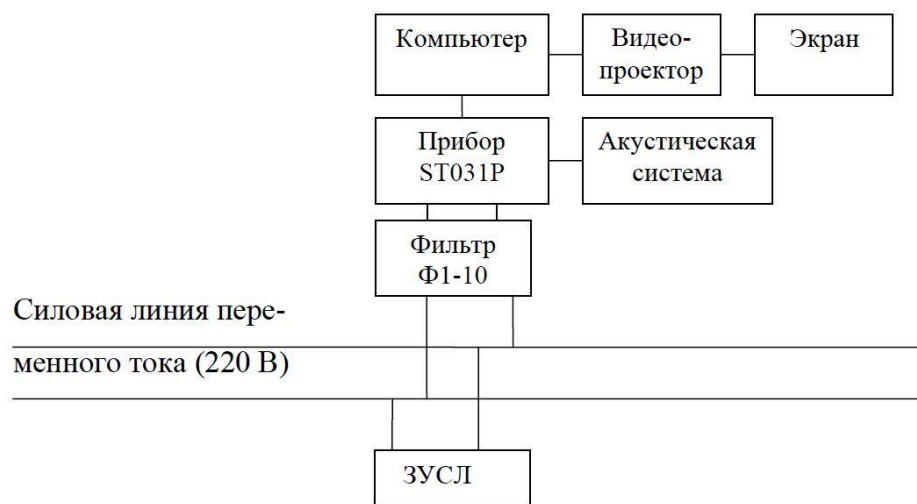 Компьютер
Видео-
проектор
Экран
Прибор
ST031P
Акустическая
система
Фильтр
Ф1-10
Силовая линия пере-
менного тока (220 В)
ЗУСЛ